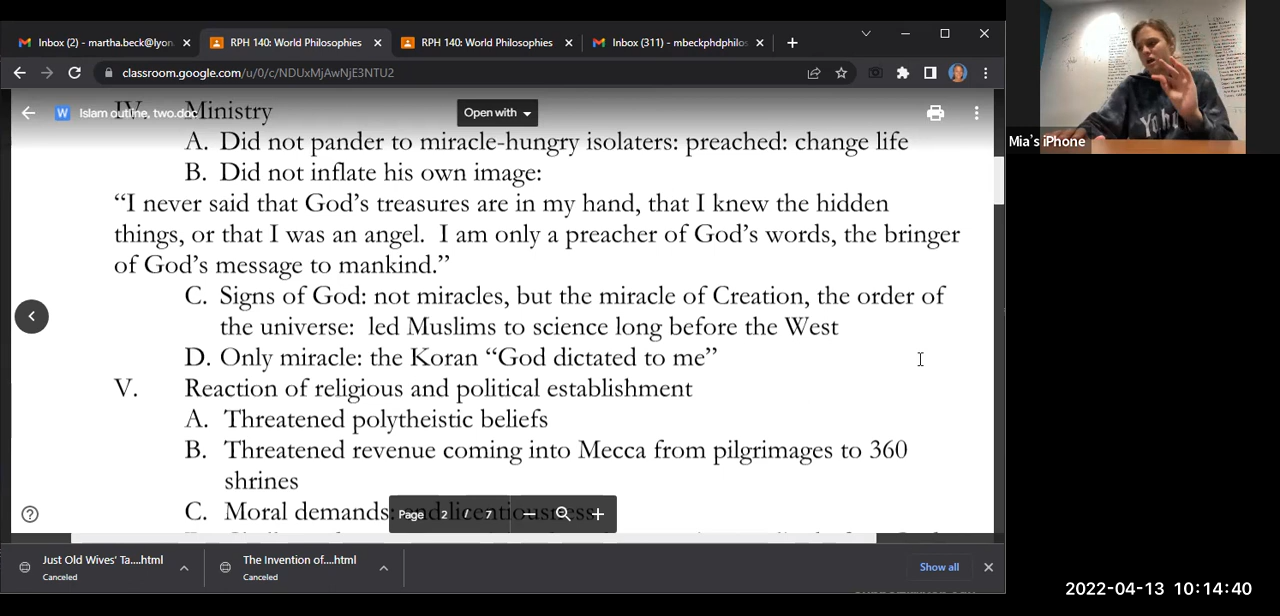 Inbox (2) - martha.beck@lyon
RPH 140: World Philosophies
RPH 140: World Philosophies
Inbox (311) - mbeckphdphilos
classroom.google.com/u/0/c/NDUxMjAwNjE3NTU2
IV. Ministry
Islam outline, two.doc
Open with
A. Did not pander to miracle-hungry isolaters: preached: change life
B. Did not inflate his own image:
“I never said that God’s treasures are in my hand, that I knew the hidden
things, or that I was an angel. I am only a preacher of God’s words, the bringer
of God’s message to mankind.”
C. Signs of God: not miracles, but the miracle of Creation, the order of
the universe: led Muslims to science long before the West
D. Only miracle: the Koran “God dictated to me”
V. Reaction of religious and political establishment
A. Threatened polytheistic beliefs
B. Threatened revenue coming into Mecca from pilgrimages to 360
shrines
C. Moral demands: end licentiousness
Page 2 / 7
Just Old Wives' Ta....html
Canceled
The Invention of....html
Canceled
Show all
Mia's iPhone
Yahu
2022-04-13 10:14:40